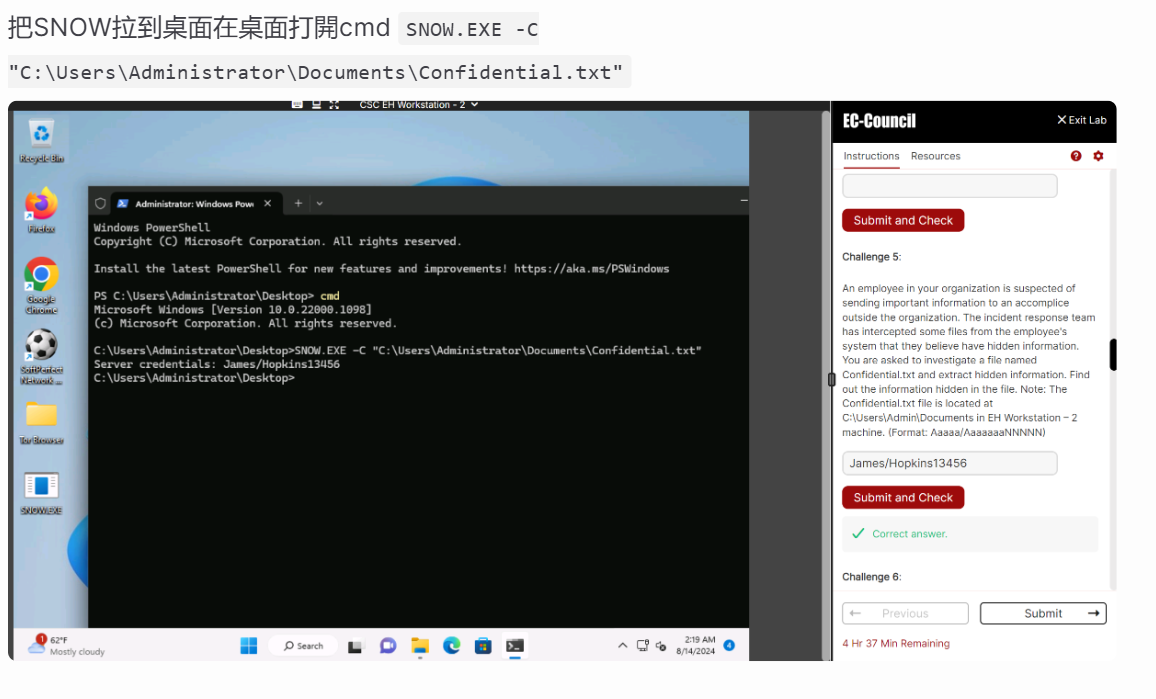 把SNOW拉到桌面在桌面打開cmd SNOW.EXE -C
"C:\Users\Administrator\Documents\Confidential.txt"
CSC EH Workstation - 2
EC-Council
Exit Lab
Recycle Bin
Firefox
Google
Chrome
SoftPerfect
Network ...
Tor Browser
SNOW.EXE
Administrator: Windows Pow
Windows PowerShell
Copyright (C) Microsoft Corporation. All rights reserved.
Install the latest PowerShell for new features and improvements! https://aka.ms/PSWindows
PS C:\Users\Administrator\Desktop> cmd
Microsoft Windows [Version 10.0.22000.1098]
(c) Microsoft Corporation. All rights reserved.
C:\Users\Administrator\Desktop>SNOW.EXE -C "C:\Users\Administrator\Documents\Confidential.txt"
Server credentials: James/Hopkins13456
C:\Users\Administrator\Desktop>
1
62°F
Mostly cloudy
Search
2:19 AM
8/14/2024
4
Instructions Resources
Submit and Check
Challenge 5:
An employee in your organization is suspected of
sending important information to an accomplice
outside the organization. The incident response team
has intercepted some files from the employee's
system that they believe have hidden information.
You are asked to investigate a file named
Confidential.txt and extract hidden information. Find
out the information hidden in the file. Note: The
Confidential.txt file is located at
C:\Users\Admin\Documents in EH Workstation – 2
machine. (Format: Aaaaa/AaaaaaaNNNNN)
James/Hopkins13456
Submit and Check
Correct answer.
Challenge 6:
Previous
Submit
4 Hr 37 Min Remaining